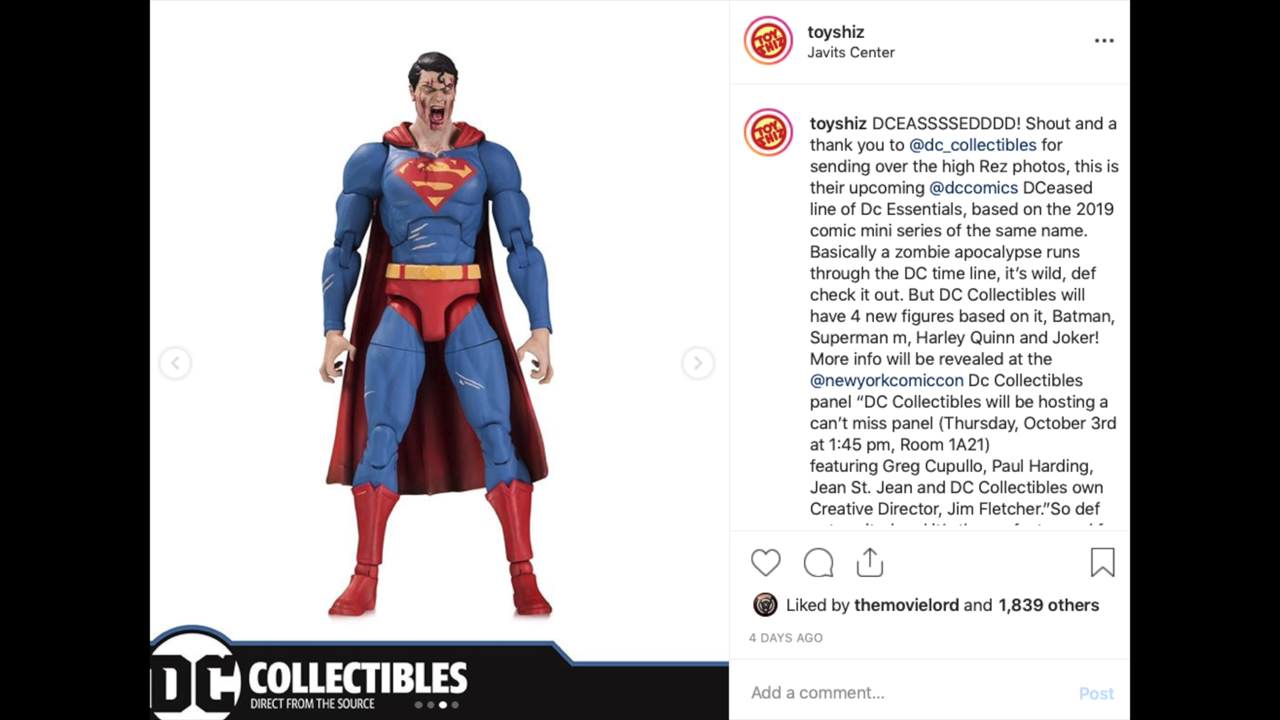 toyshiz
Javits Center
toyshiz DCEASSSSEDDDD! Shout and a
thank you to @dc_collectibles for
sending over the high Rez photos, this is
their upcoming @dccomics DCeased
line of Dc Essentials, based on the 2019
comic mini series of the same name.
Basically a zombie apocalypse runs
through the DC time line, it's wild, def
check it out. But DC Collectibles will
have 4 new figures based on it, Batman,
Superman m, Harley Quinn and Joker!
More info will be revealed at the
@newyorkcomiccon Dc Collectibles
panel “DC Collectibles will be hosting a
can't miss panel (Thursday, October 3rd
at 1:45 pm, Room 1A21)
featuring Greg Cupullo, Paul Harding,
Jean St. Jean and DC Collectibles own
Creative Director, Jim Fletcher.”So def
Liked by themovielord and 1,839 others
4 DAYS AGO
Add a comment... Post
DC COLLECTIBLES
DIRECT FROM THE SOURCE
TOY SHIZ
TOY SHIZ